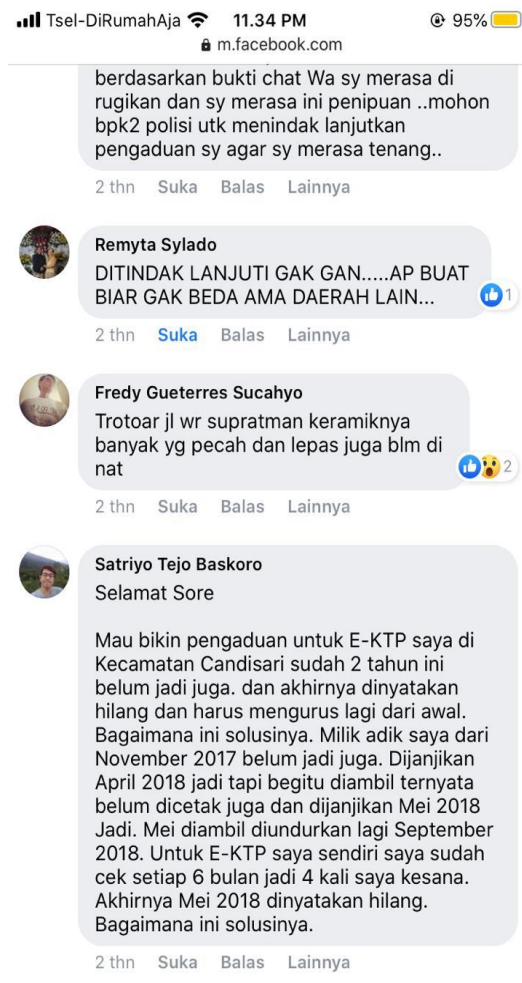 Tsel-DiRumahAja 11.34 PM 95%
m.facebook.com
berdasarkan bukti chat Wa sy merasa di
rugikan dan sy merasa ini penipuan ..mohon
bpk2 polisi utk menindak lanjutkan
pengaduan sy agar sy merasa tenang..
2 thn Suka Balas Lainnya
Remyta Sylado
DITINDAK LANJUTI GAK GAN.....AP BUAT
BIAR GAK BEDA AMA DAERAH LAIN...
1
2 thn Suka Balas Lainnya
Fredy Gueterres Sucahyo
Trotoar jl wr supratman keramiknya
banyak yg pecah dan lepas juga blm di
nat
2
2 thn Suka Balas Lainnya
Satriyo Tejo Baskoro
Selamat Sore
Mau bikin pengaduan untuk E-KTP saya di
Kecamatan Candisari sudah 2 tahun ini
belum jadi juga. dan akhirnya dinyatakan
hilang dan harus mengurus lagi dari awal.
Bagaimana ini solusinya. Milik adik saya dari
November 2017 belum jadi juga. Dijanjikan
April 2018 jadi tapi begitu diambil ternyata
belum dicetak juga dan dijanjikan Mei 2018
Jadi. Mei diambil diundurkan lagi September
2018. Untuk E-KTP saya sendiri saya sudah
cek setiap 6 bulan jadi 4 kali saya kesana.
Akhirnya Mei 2018 dinyatakan hilang.
Bagaimana ini solusinya.
2 thn Suka Balas Lainnya